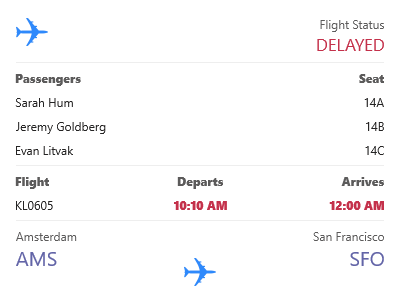 Flight Status
DELAYED
Passengers Seat
Sarah Hum 14A
Jeremy Goldberg 14B
Evan Litvak 14C
Flight Departs Arrives
KL0605 10:10 AM 12:00 AM
Amsterdam San Francisco
AMS SFO